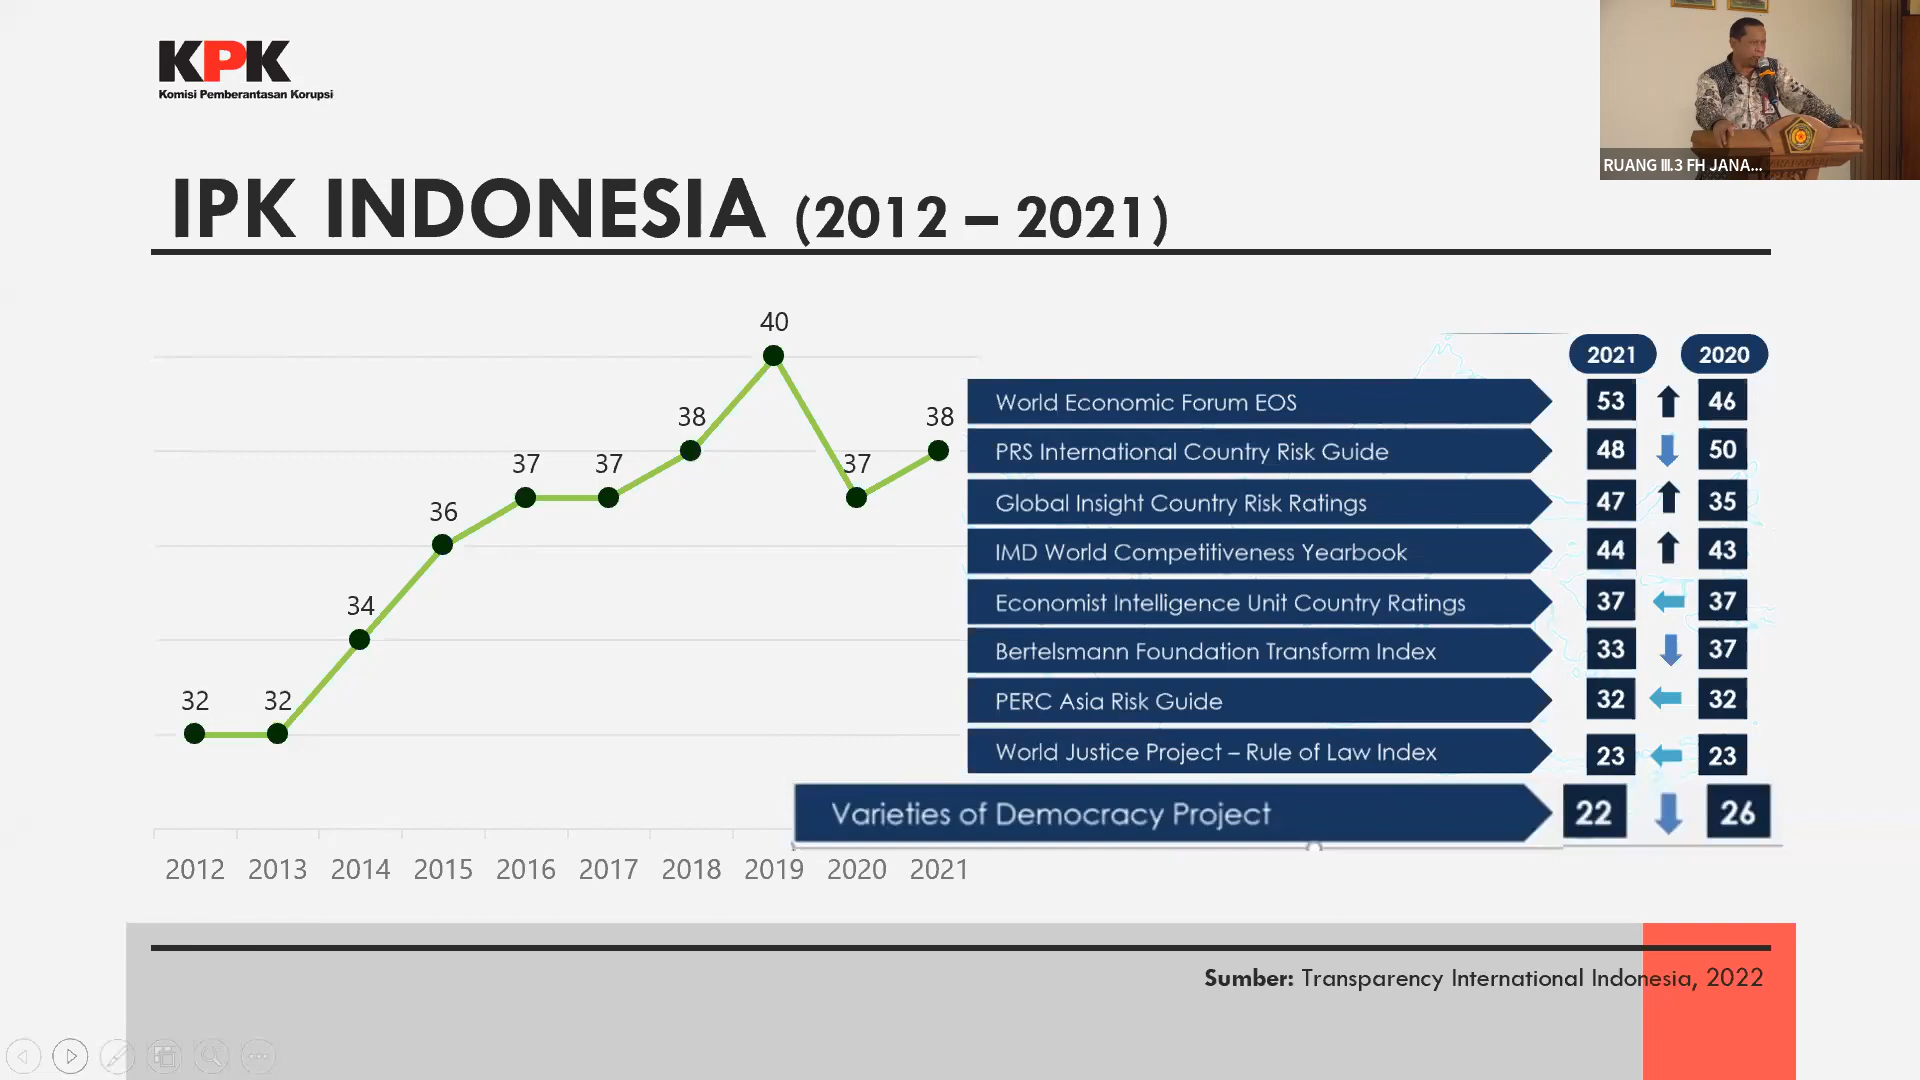 KPK
Komisi Pemberantasan Korupsi
RUANG III.3 FH JANA...
IPK INDONESIA (2012 – 2021)
40
38
38
37
37
37
36
34
32
32
2012 2013 2014 2015 2016 2017 2018 2019 2020 2021
2021 2020
World Economic Forum EOS 53 46
PRS International Country Risk Guide 48 50
Global Insight Country Risk Ratings 47 35
IMD World Competitiveness Yearbook 44 43
Economist Intelligence Unit Country Ratings 37 37
Bertelsmann Foundation Transform Index 33 37
PERC Asia Risk Guide 32 32
World Justice Project – Rule of Law Index 23 23
Varieties of Democracy Project 22 26
Sumber: Transparency International Indonesia, 2022